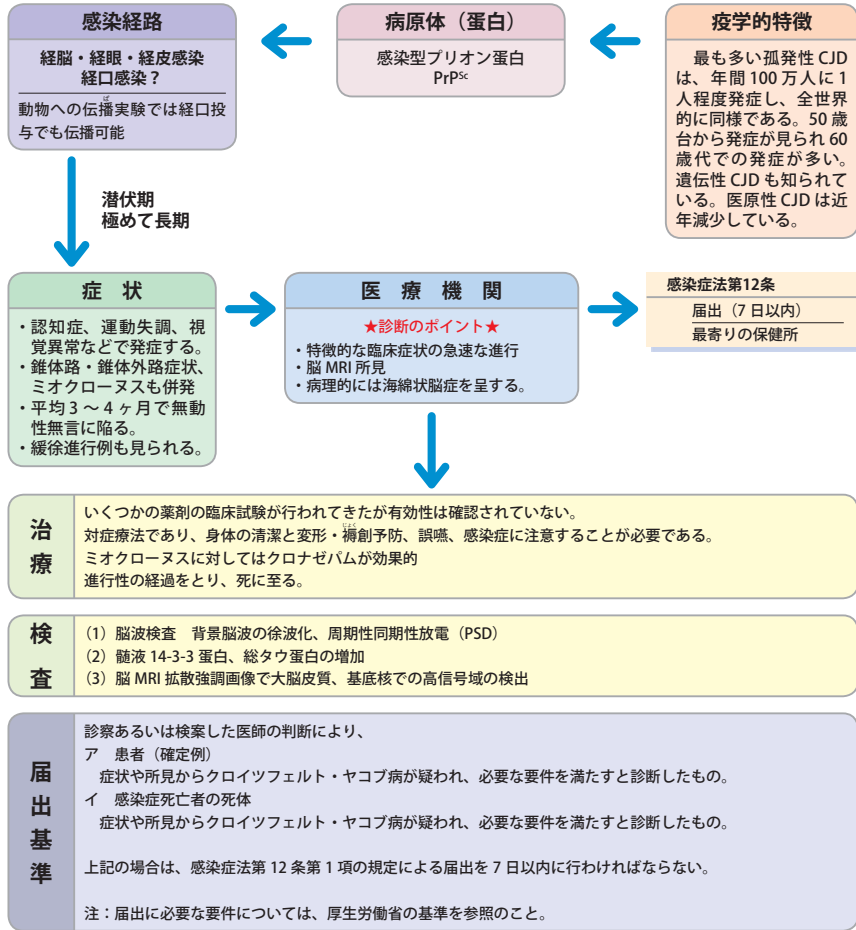 感染経路
経脳・経眼・経皮感染
経口感染？
動物への伝播実験では経口投
ぱ
与でも伝播可能
病原体（蛋白）
感染型プリオン蛋白
PrPSc
疫学的特徴
最も多い孤発性 CJD
は、年間 100 万人に 1
人程度発症し、全世界
的に同様である。50 歳
台から発症が見られ 60
歳代での発症が多い。
遺伝性 CJD も知られて
いる。医原性 CJD は近
年減少している。
潜伏期
極めて長期
症　状
・認知症、運動失調、視
覚異常などで発症する。
・錐体路・錐体外路症状、
ミオクローヌスも併発
・平均 3 ～ 4 ヶ月で無動
性無言に陥る。
・緩徐進行例も見られる。
医　療　機　関
★診断のポイント★
・特徴的な臨床症状の急速な進行
・脳 MRI 所見
・病理的には海綿状脳症を呈する。
感染症法第12条
届出（7 日以内）
最寄りの保健所
治
療
いくつかの薬剤の臨床試験が行われてきたが有効性は確認されていない。
じょく
対症療法であり、身体の清潔と変形・褥創予防、誤嚥、感染症に注意することが必要である。
ミオクローヌスに対してはクロナゼパムが効果的
進行性の経過をとり、死に至る。
検
査
（1）脳波検査　背景脳波の徐波化、周期性同期性放電（PSD）
（2）髄液 14-3-3 蛋白、総タウ蛋白の増加
（3）脳 MRI 拡散強調画像で大脳皮質、基底核での高信号域の検出
届
出
基
準
診察あるいは検案した医師の判断により、
ア　患者（確定例）
症状や所見からクロイツフェルト・ヤコブ病が疑われ、必要な要件を満たすと診断したもの。
イ　感染症死亡者の死体
症状や所見からクロイツフェルト・ヤコブ病が疑われ、必要な要件を満たすと診断したもの。
上記の場合は、感染症法第 12 条第 1 項の規定による届出を 7 日以内に行わければならない。
注：届出に必要な要件については、厚生労働省の基準を参照のこと。